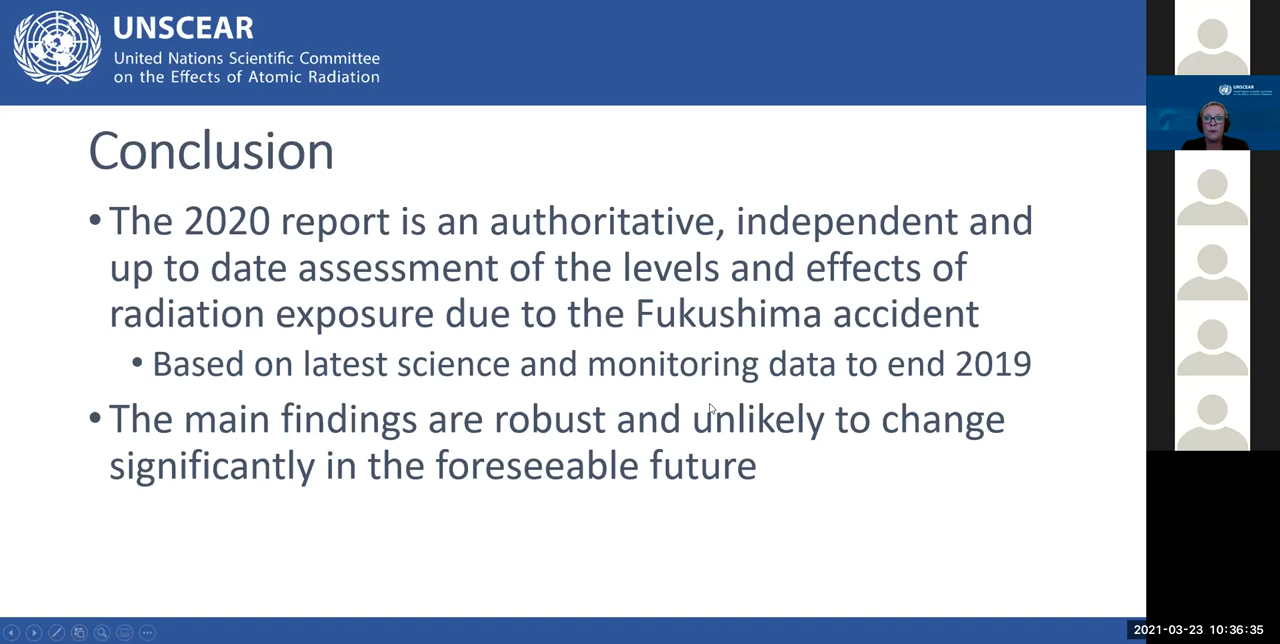 UNSCEAR
United Nations Scientific Committee
on the Effects of Atomic Radiation
Conclusion
• The 2020 report is an authoritative, independent and
up to date assessment of the levels and effects of
radiation exposure due to the Fukushima accident
• Based on latest science and monitoring data to end 2019
• The main findings are robust and unlikely to change
significantly in the foreseeable future
UNSCEAR
2021-03-23 10:36:35